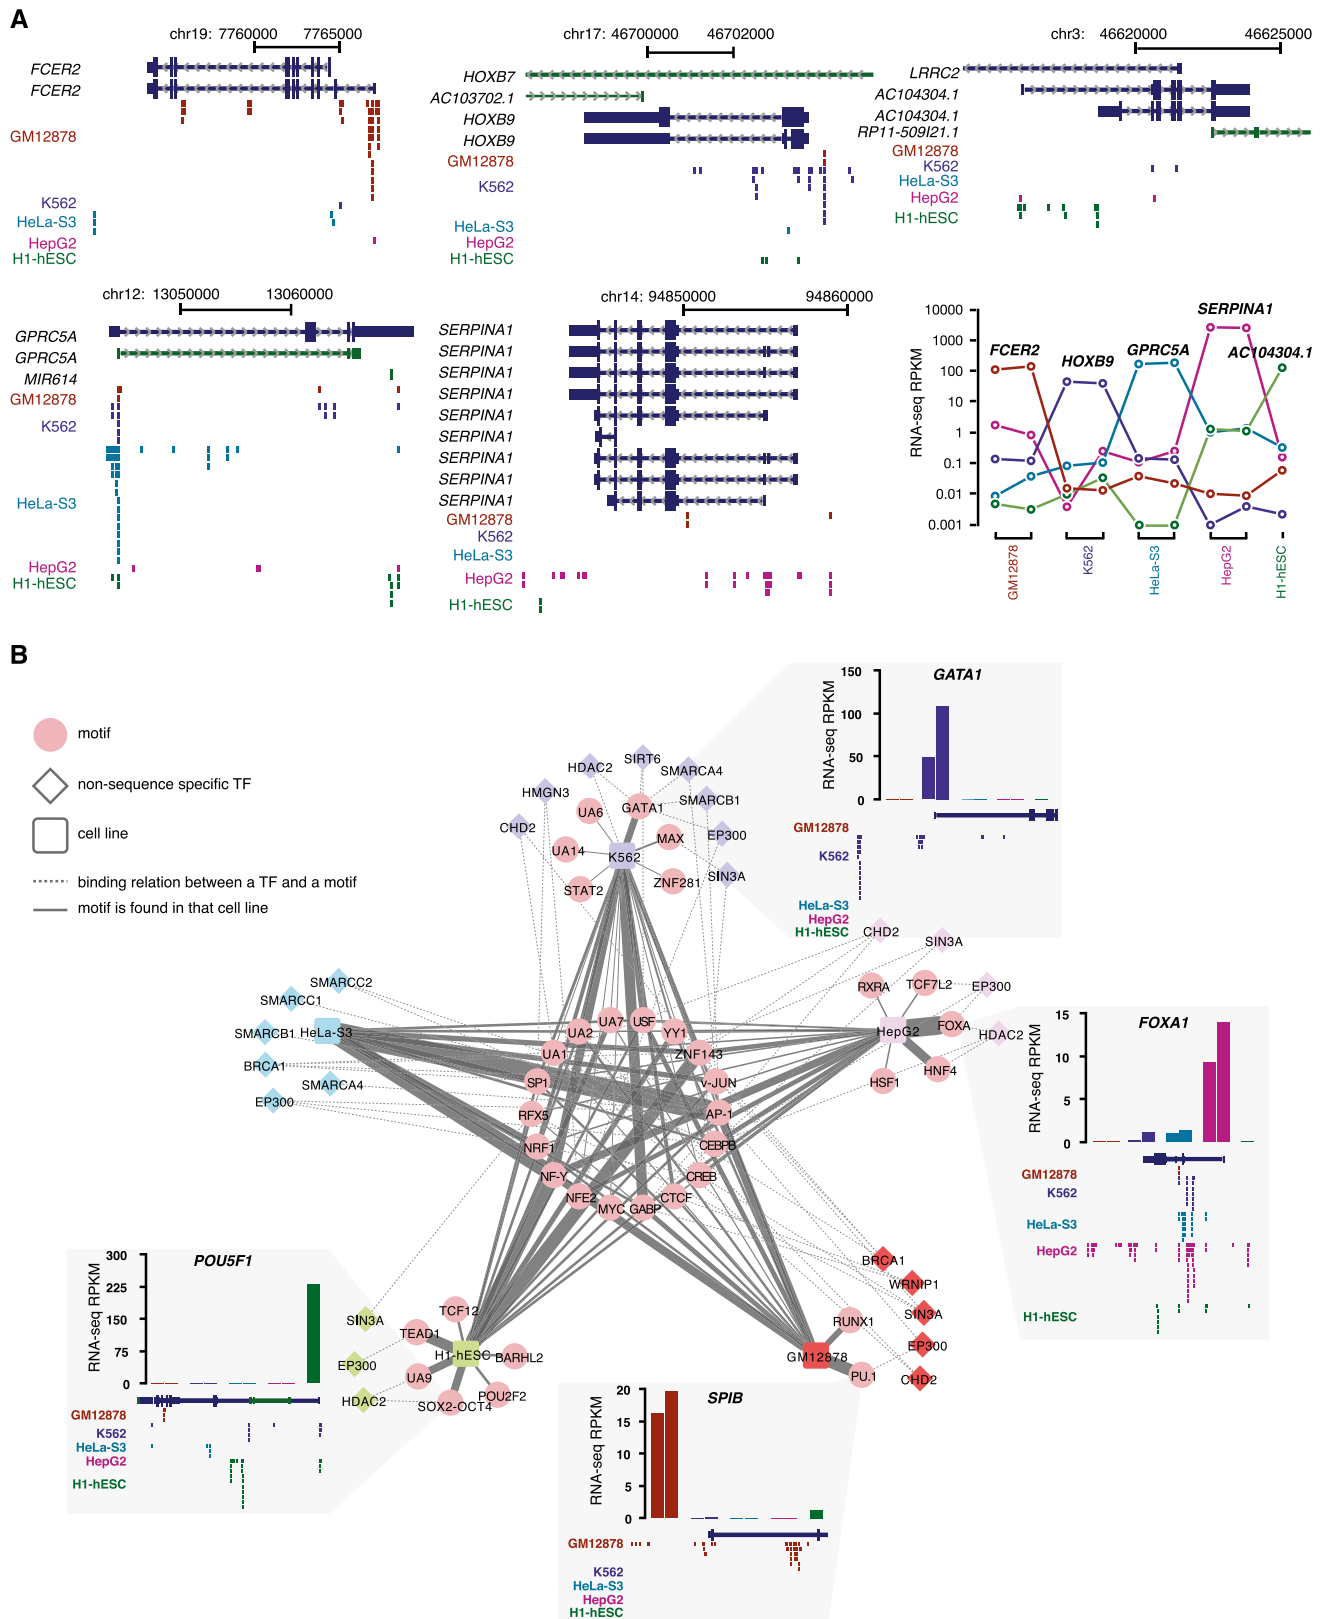 A
chr19: 7760000 7765000
FCER2
FCER2
GM12878
K562
HeLa-S3
HepG2
H1-hESC
chr17: 46700000 46702000
HOXB7
AC103702.1
HOXB9
HOXB9
GM12878
K562
HeLa-S3
HepG2
H1-hESC
chr3: 46620000 46625000
LRRC2
AC104304.1
AC104304.1
RP11-509I21.1
GM12878
K562
HeLa-S3
HepG2
H1-hESC
chr12: 13050000 13060000
GPRC5A
GPRC5A
MIR614
GM12878
K562
HeLa-S3
HepG2
H1-hESC
chr14: 94850000 94860000
SERPINA1
SERPINA1
SERPINA1
SERPINA1
SERPINA1
SERPINA1
SERPINA1
SERPINA1
SERPINA1
GM12878
K562
HeLa-S3
HepG2
H1-hESC
RNA-seq RPKM
10000
1000
100
10
1
0.1
0.01
0.001
FCER2
HOXB9
GPRC5A
SERPINA1
AC104304.1
GM12878
K562
HeLa-S3
HepG2
H1-hESC
B
motif
non-sequence specific TF
cell line
binding relation between a TF and a motif
motif is found in that cell line
HDAC2
SIRT6
SMARCA4
HMGN3
SMARCB1
CHD2
EP300
SIN3A
UA6
GATA1
MAX
UA14
K562
STAT2
ZNF281
GATA1
RNA-seq RPKM
150
100
50
0
GM12878
K562
HeLa-S3
HepG2
H1-hESC
SMARCC2
SMARCC1
SMARCB1
HeLa-S3
BRCA1
SMARCA4
EP300
CHD2
SIN3A
EP300
HDAC2
RXRA
TCF7L2
HepG2
FOXA
HNF4
HSF1
UA7
USF
UA2
YY1
UA1
ZNF143
SP1
v-JUN
RFX5
AP-1
NRF1
CEBPB
NF-Y
CREB
NFE2
CTCF
MYC
GABP
FOXA1
RNA-seq RPKM
15
10
5
0
GM12878
K562
HeLa-S3
HepG2
H1-hESC
POU5F1
RNA-seq RPKM
300
225
150
75
0
GM12878
K562
HeLa-S3
HepG2
H1-hESC
SIN3A
EP300
HDAC2
TCF12
TEAD1
H1-hESC
BARHL2
UA9
POU2F2
SOX2-OCT4
BRCA1
WRNIP1
SIN3A
EP300
CHD2
RUNX1
GM12878
PU.1
SPIB
RNA-seq RPKM
20
15
10
5
0
GM12878
K562
HeLa-S3
HepG2
H1-hESC